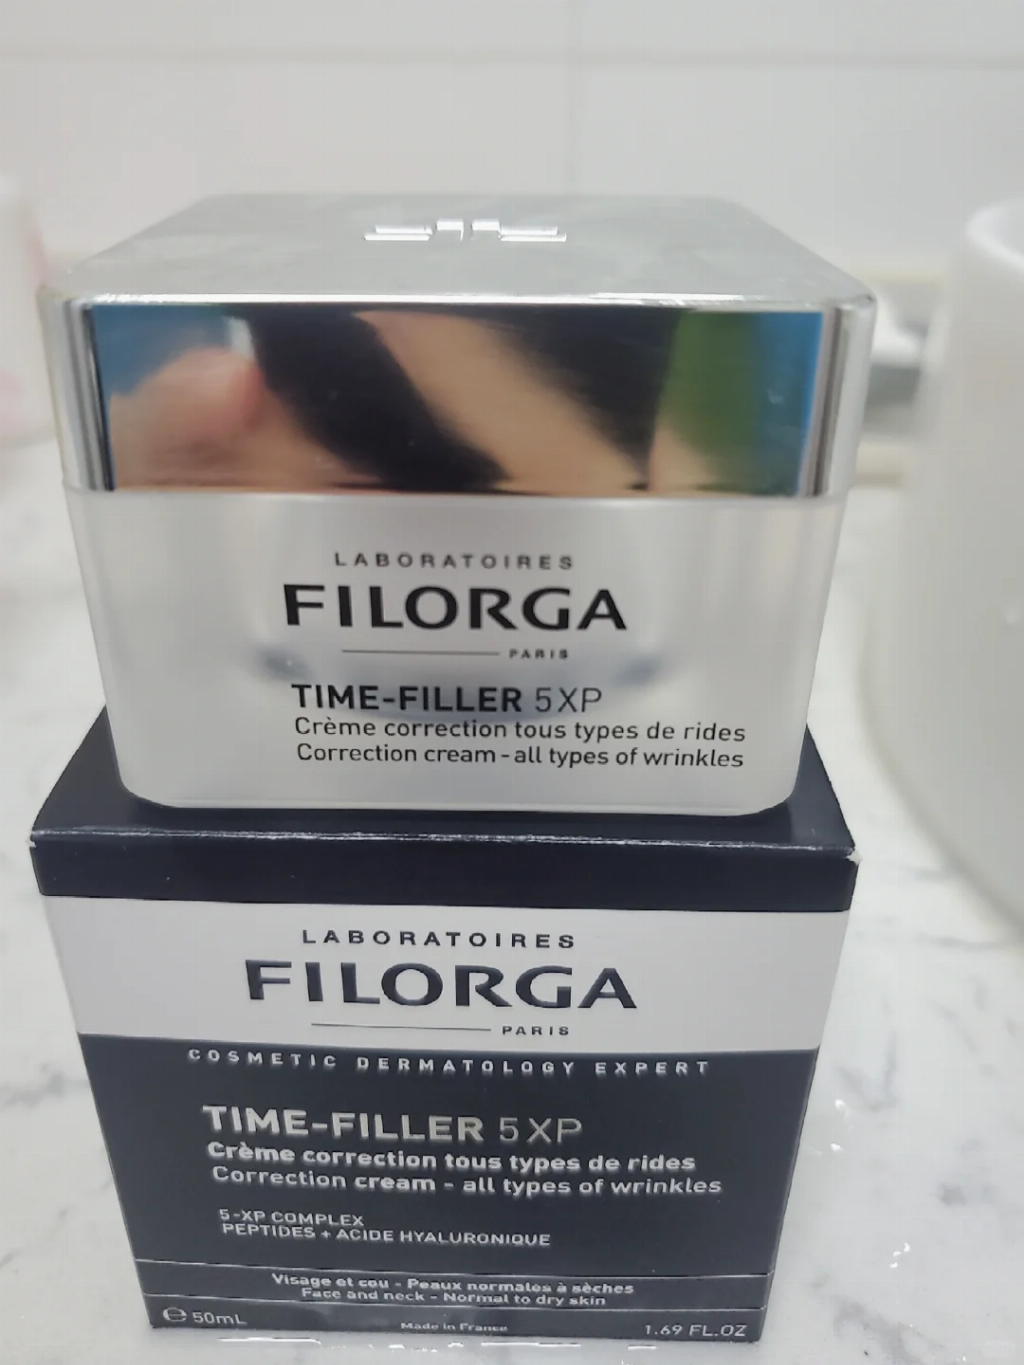 LABORATOIRES
FILORGA
PARIS
TIME-FILLER 5XP
Crème correction tous types de rides
Correction cream - all types of wrinkles
LABORATOIRES
FILORGA
PARIS
COSMETIC DERMATOLOGY EXPERT
TIME-FILLER 5XP
Crème correction tous types de rides
Correction cream - all types of wrinkles
5-XP COMPLEX
PEPTIDES + ACIDE HYALURONIQUE
Visage et cou - Peaux normales à sèches
Face and neck - Normal to dry skin
℮ 50mL
Made in France
1.69 FL.OZ